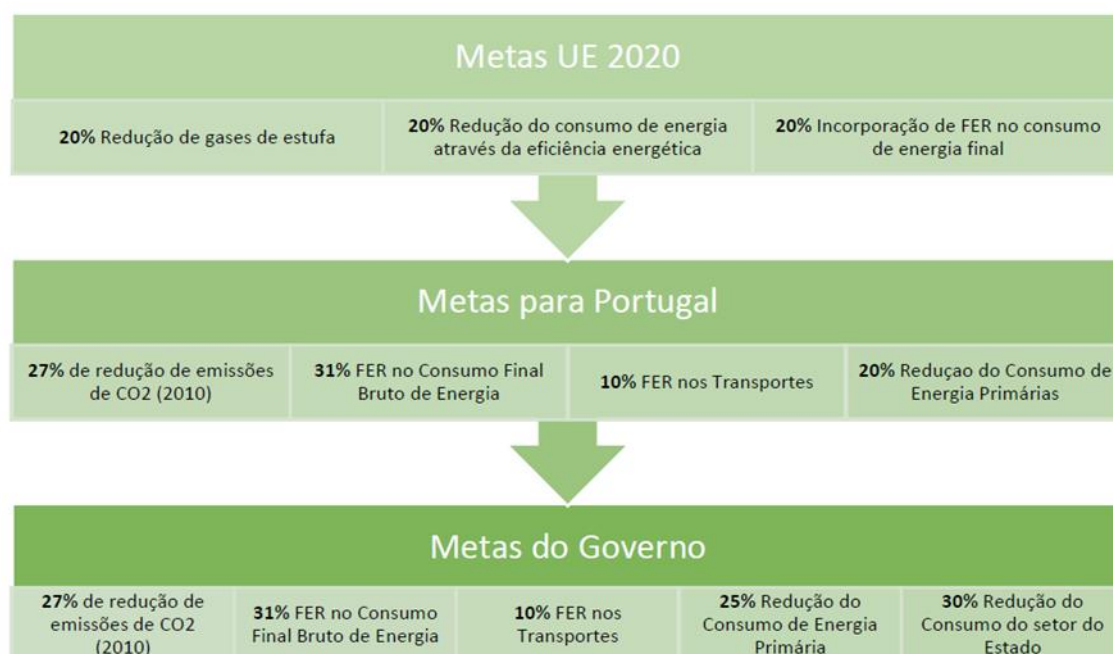 Metas UE 2020
20% Redução de gases de estufa
20% Redução do consumo de energia
através da eficiência energética
20% Incorporação de FER no consumo
de energia final
Metas para Portugal
27% de redução de emissões
de CO2 (2010)
31% FER no Consumo Final
Bruto de Energia
10% FER nos Transportes
20% Reduçao do Consumo de
Energia Primárias
Metas do Governo
27% de redução de
emissões de CO2
(2010)
31% FER no Consumo
Final Bruto de Energia
10% FER nos
Transportes
25% Redução do
Consumo de Energia
Primária
30% Redução do
Consumo do setor do
Estado